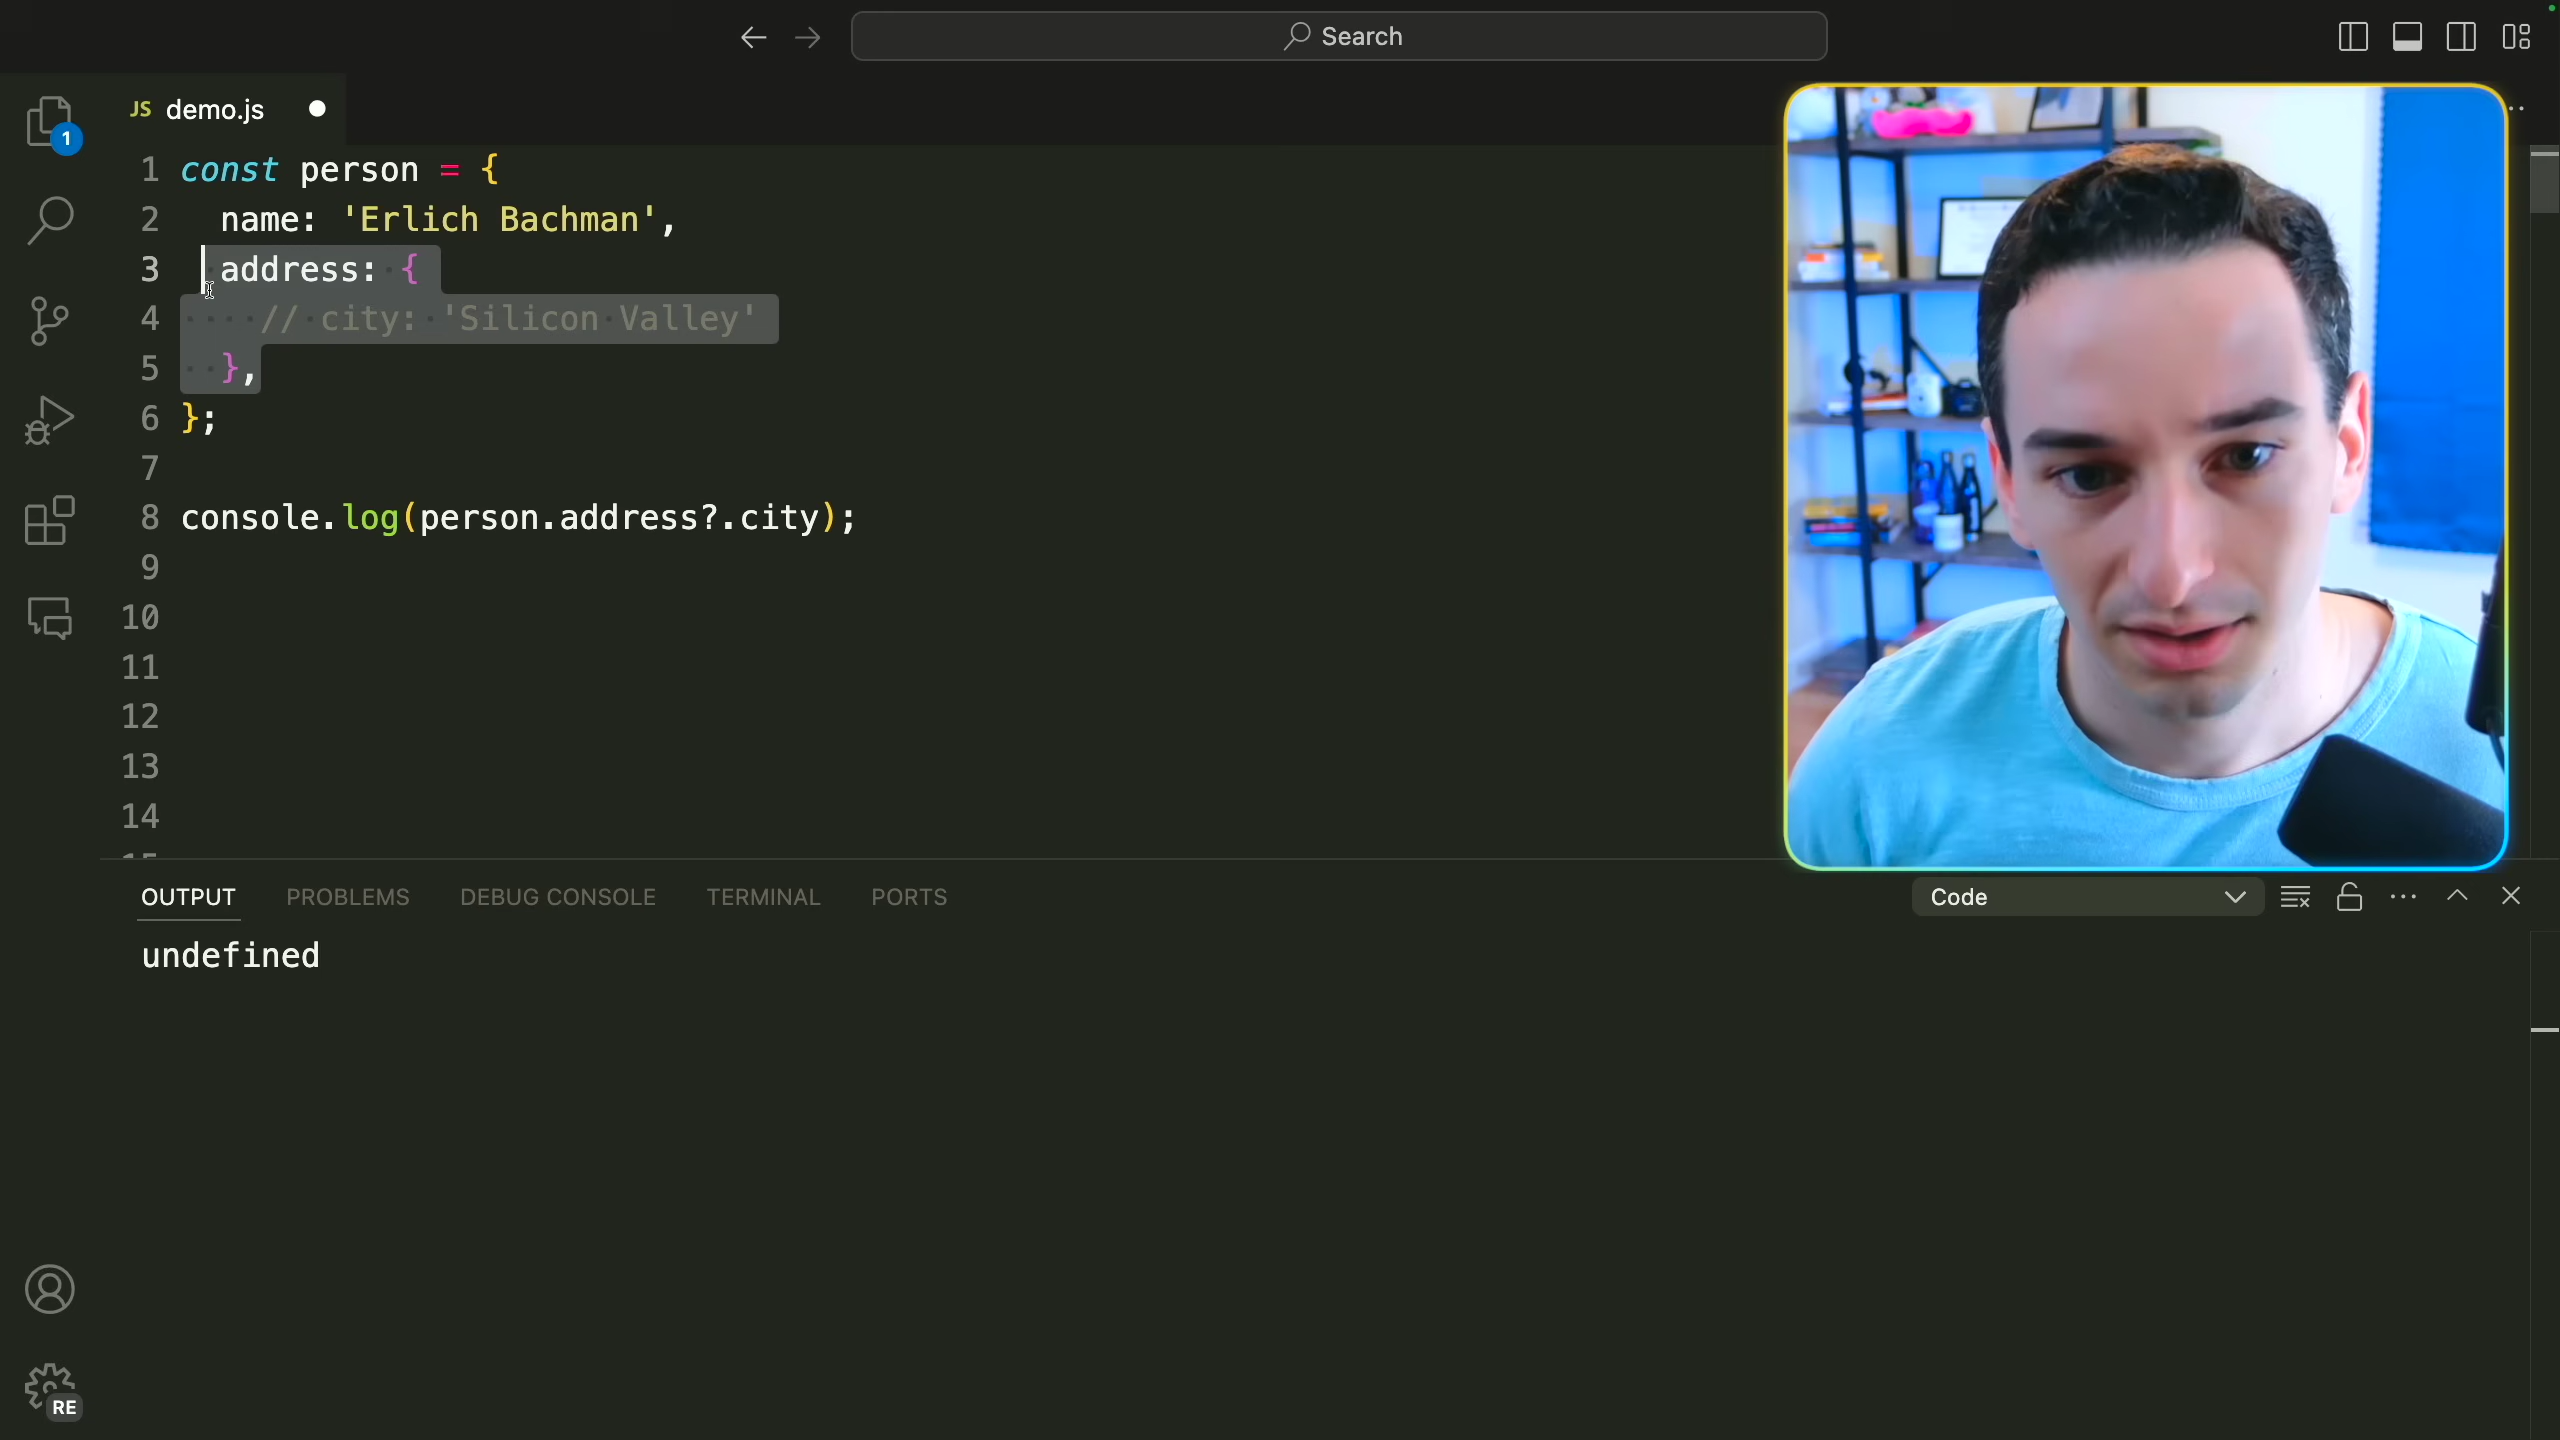 Search
JS demo.js
1
1 const person = {
2 name: 'Erlich Bachman',
3 address: {
4 // city: 'Silicon Valley'
5 },
6 };
7
8 console.log(person.address?.city);
9
10
11
12
13
14
15
OUTPUT PROBLEMS DEBUG CONSOLE TERMINAL PORTS Code
undefined
RE